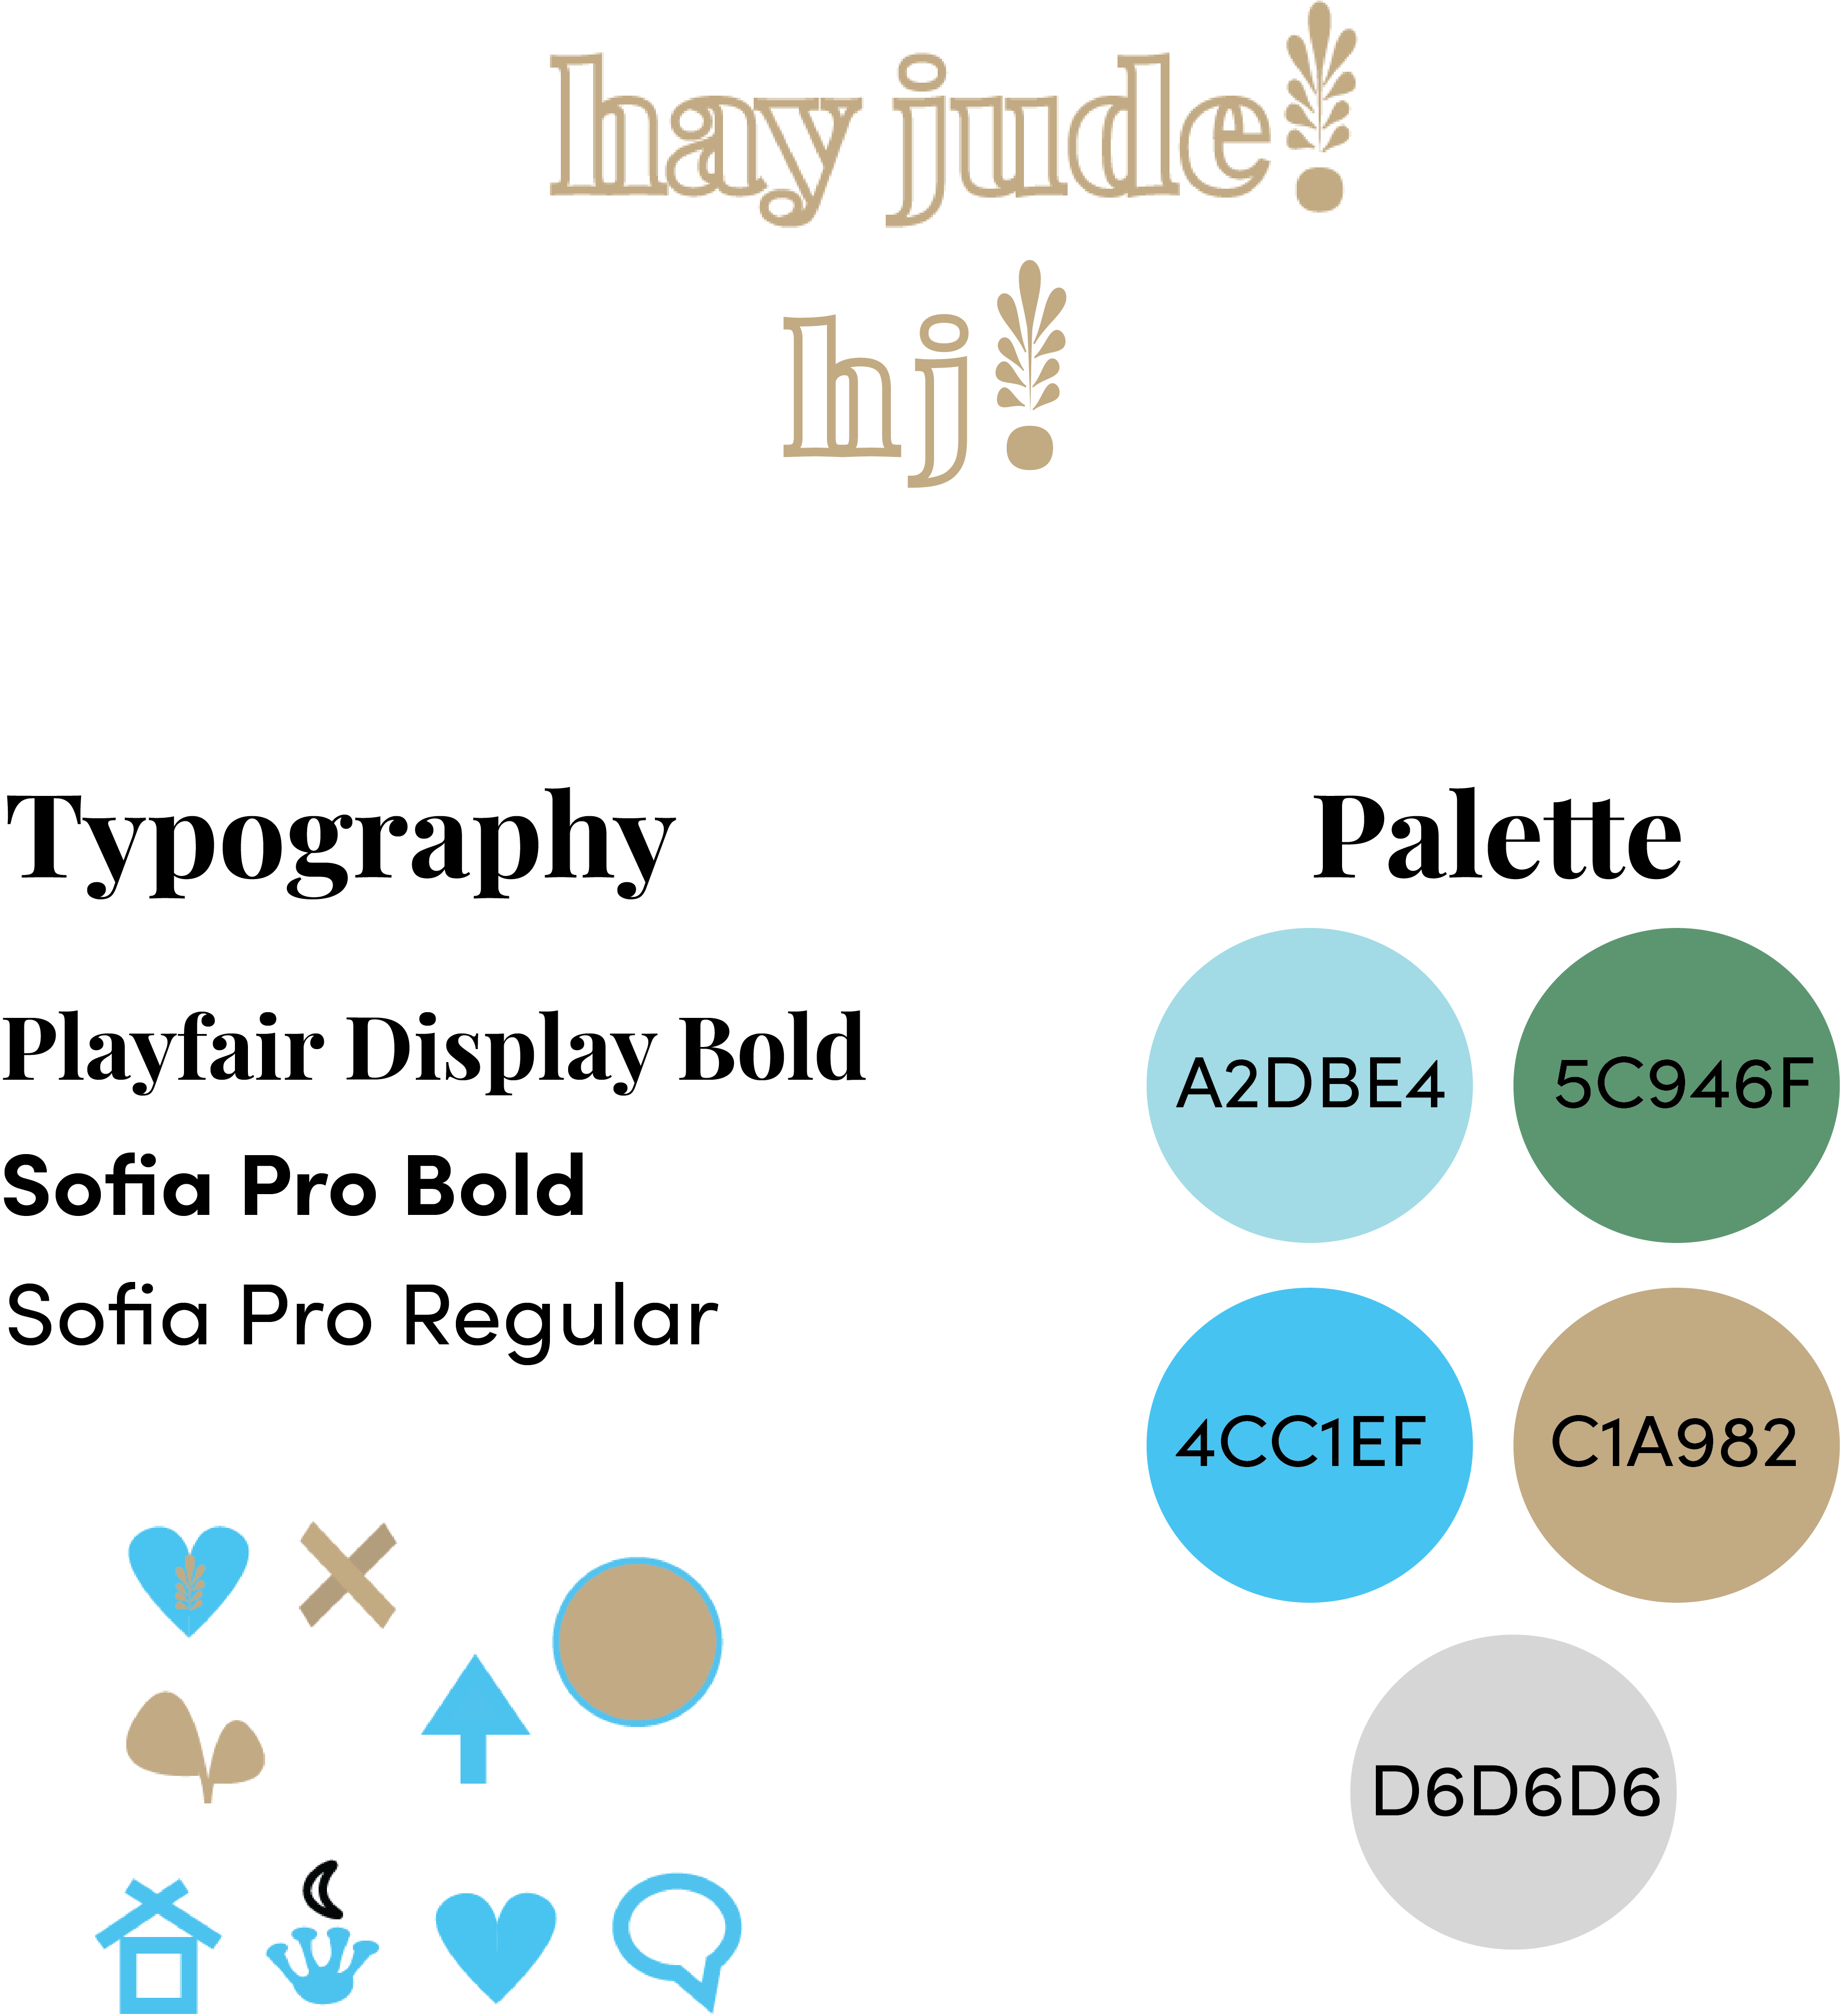 hay jude!
hj!
Typography
Palette
Playfair Display Bold
Sofia Pro Bold
Sofia Pro Regular
A2DBE4
5C946F
4CC1EF
C1A982
D6D6D6